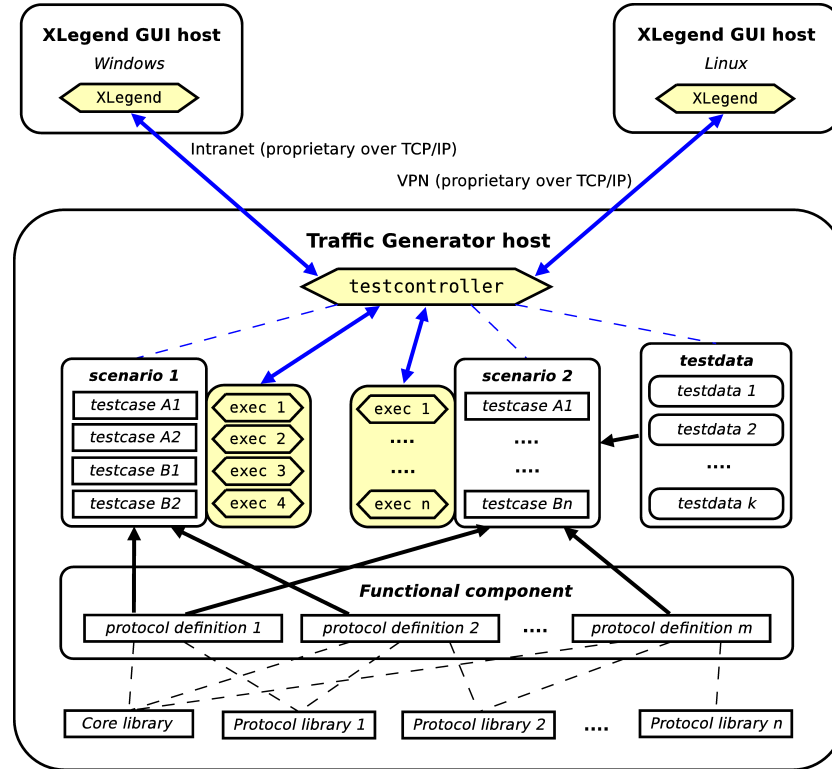 XLegend GUI host
Windows
XLegend
XLegend GUI host
Linux
XLegend
Intranet (proprietary over TCP/IP)
VPN (proprietary over TCP/IP)
Traffic Generator host
testcontroller
scenario 1
testcase A1
testcase A2
testcase B1
testcase B2
exec 1
exec 2
exec 3
exec 4
exec 1
....
....
exec n
scenario 2
testcase A1
....
....
testcase Bn
testdata
testdata 1
testdata 2
....
testdata k
Functional component
protocol definition 1
protocol definition 2
....
protocol definition m
Core library
Protocol library 1
Protocol library 2
....
Protocol library n